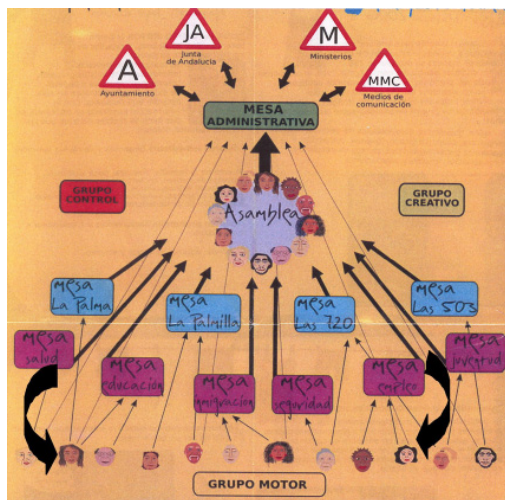 JA
M
Junta
de Andalucía
Ministerios
A
MMC
Ayuntamiento
Medios de
comunicación
MESA
ADMINISTRATIVA
GRUPO
CONTROL
GRUPO
CREATIVO
Asamblea
mesa
La Palma
mesa
La Palmilla
mesa
Las 720
mesa
Las 503
mesa
salud
mesa
educación
mesa
inmigración
mesa
seguridad
mesa
empleo
mesa
juventud
GRUPO MOTOR